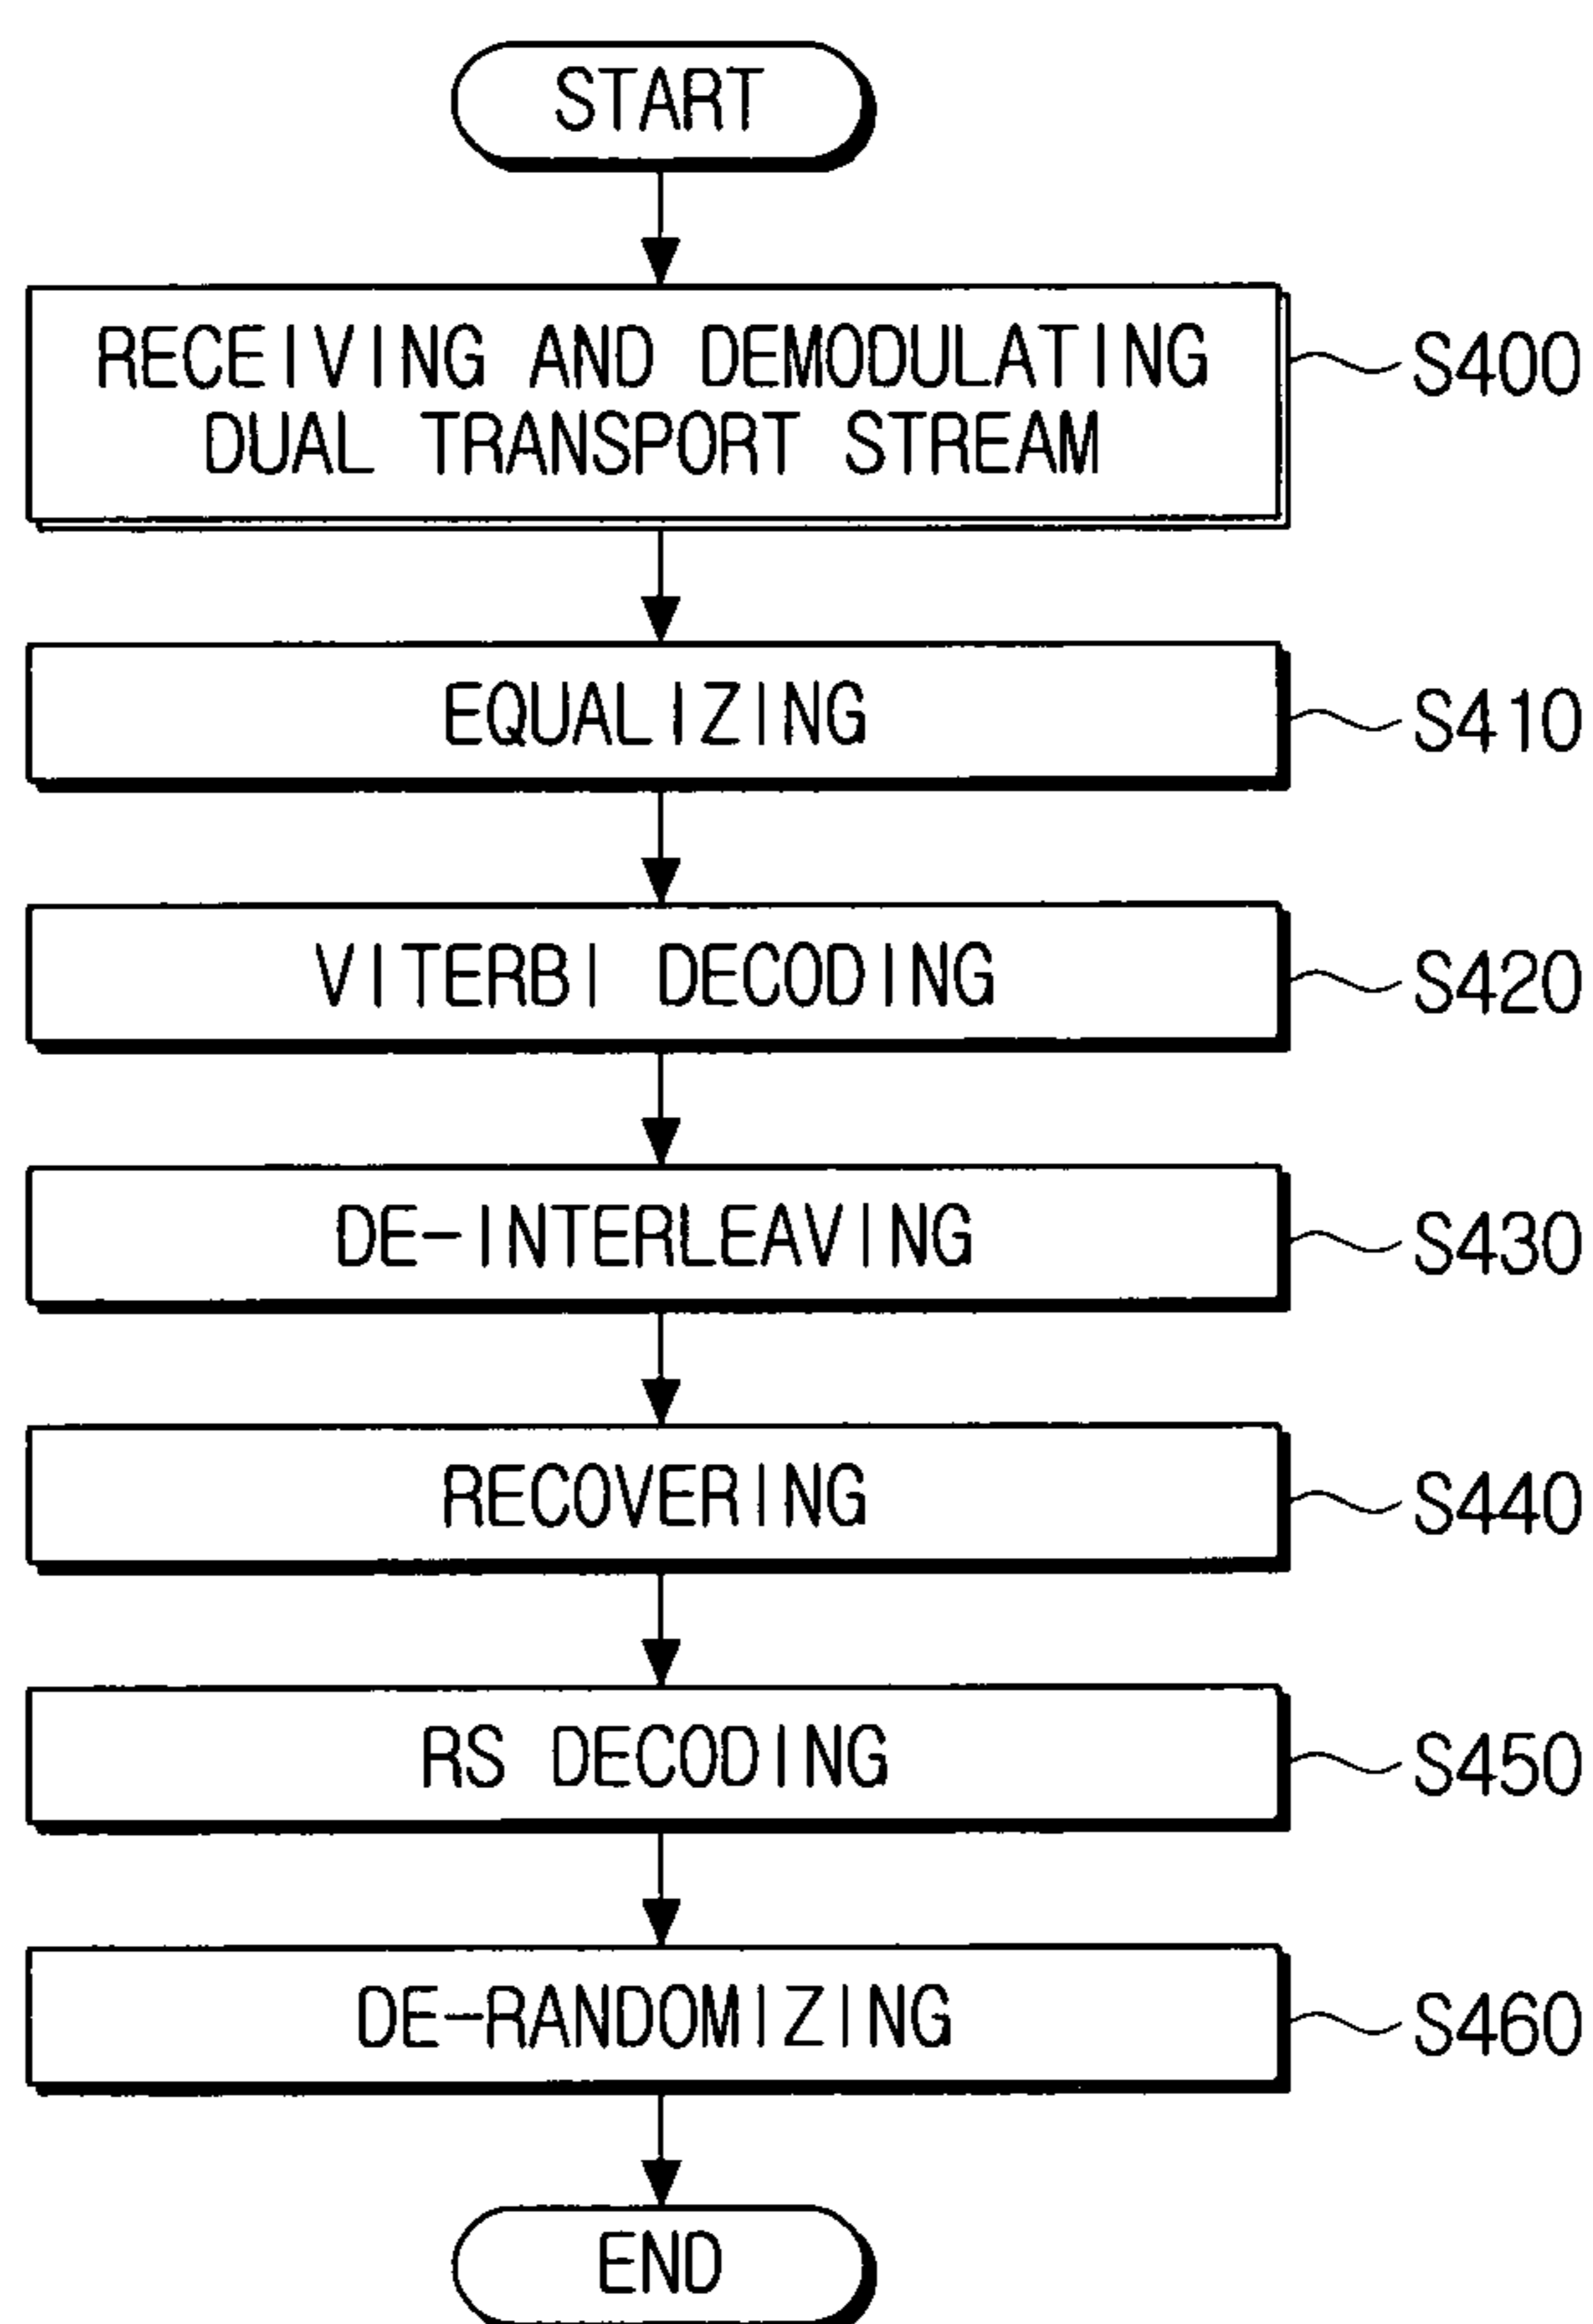 START
RECEIVING AND DEMODULATING
DUAL TRANSPORT STREAM
S400
EQUALIZING
S410
VITERBI DECODING
S420
DE-INTERLEAVING
S430
RECOVERING
S440
RS DECODING
S450
DE-RANDOMIZING
S460
END